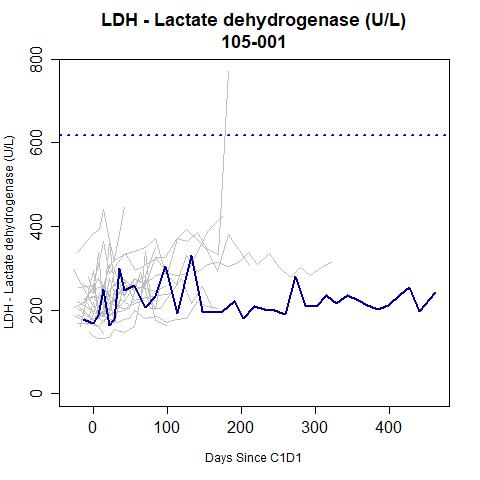 LDH - Lactate dehydrogenase (U/L)
105-001
LDH - Lactate dehydrogenase (U/L)
800
600
400
200
0
0 100 200 300 400
Days Since C1D1